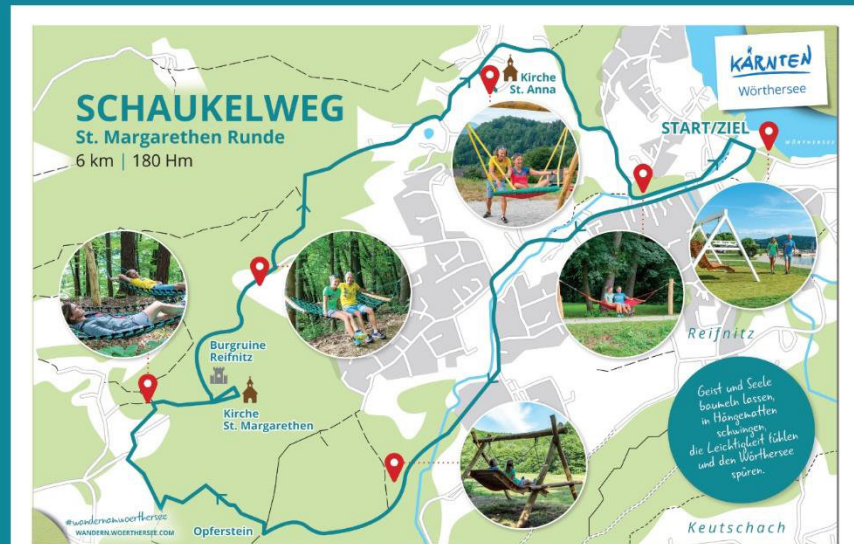 SCHAUKELWEG
St. Margarethen Runde
6 km | 180 Hm
Kirche
St. Anna
KÄRNTEN
Wörthersee
START/ZIEL
WÖRTHERSEE
Burgruine
Reifnitz
Kirche
St. Margarethen
Reifnitz
Geist und Seele
baumeln lassen,
in Hängematten
schwingen,
die Leichtigkeit fühlen
und den Wörthersee
spüren.
#wandernamwoerthersee
WANDERN.WOERTHERSEE.COM
Opferstein
Keutschach